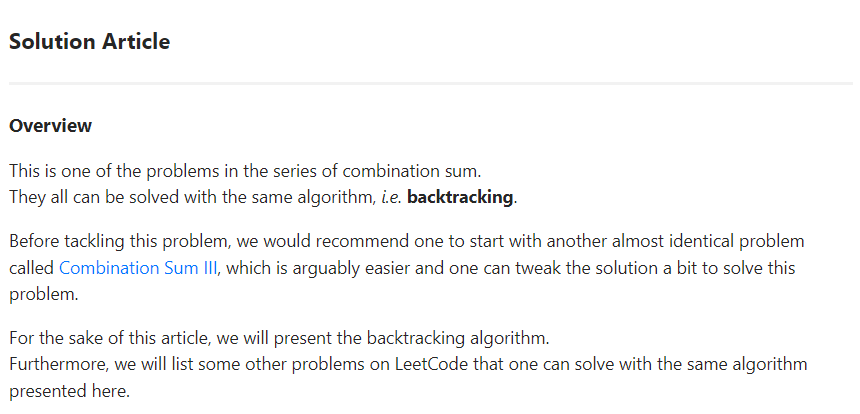 Solution Article
Overview
This is one of the problems in the series of combination sum.
They all can be solved with the same algorithm, i.e. backtracking.
Before tackling this problem, we would recommend one to start with another almost identical problem
called Combination Sum III, which is arguably easier and one can tweak the solution a bit to solve this
problem.
For the sake of this article, we will present the backtracking algorithm.
Furthermore, we will list some other problems on LeetCode that one can solve with the same algorithm
presented here.